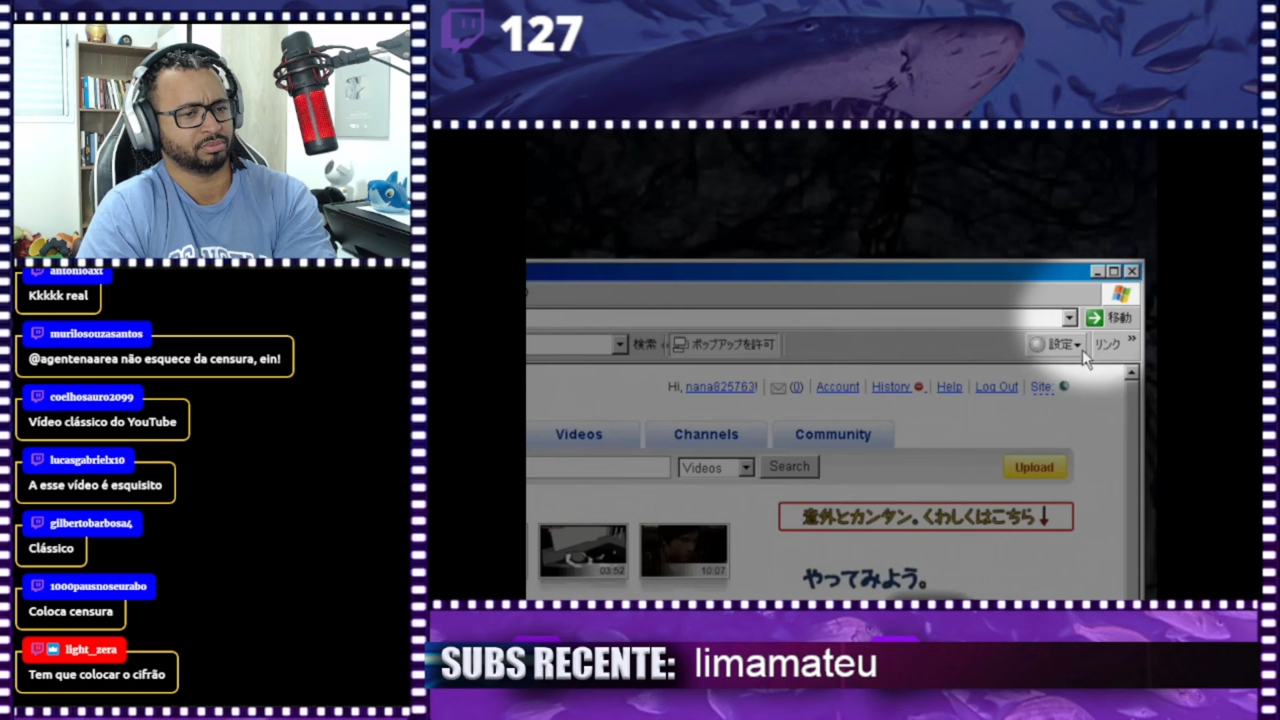 127
antonioaxt
Kkkkk real
murilosouzasantos
@agentenaarea não esquece da censura, ein!
coelhosauro2099
Vídeo clássico do YouTube
lucasgabrielx10
A esse vídeo é esquisito
gilbertobarbosa4
Clássico
1000pausnoseurabo
Coloca censura
light_zera
Tem que colocar o cifrão
移動
検索
ポップアップを許可
設定
リンク »
Hi, nana825763! (0) Account History Help Log Out Site:
Videos Channels Community
Videos Search Upload
意外とカンタン。くわしくはこちら↓
03:52
10:07
やってみよう。
SUBS RECENTE: limamateu